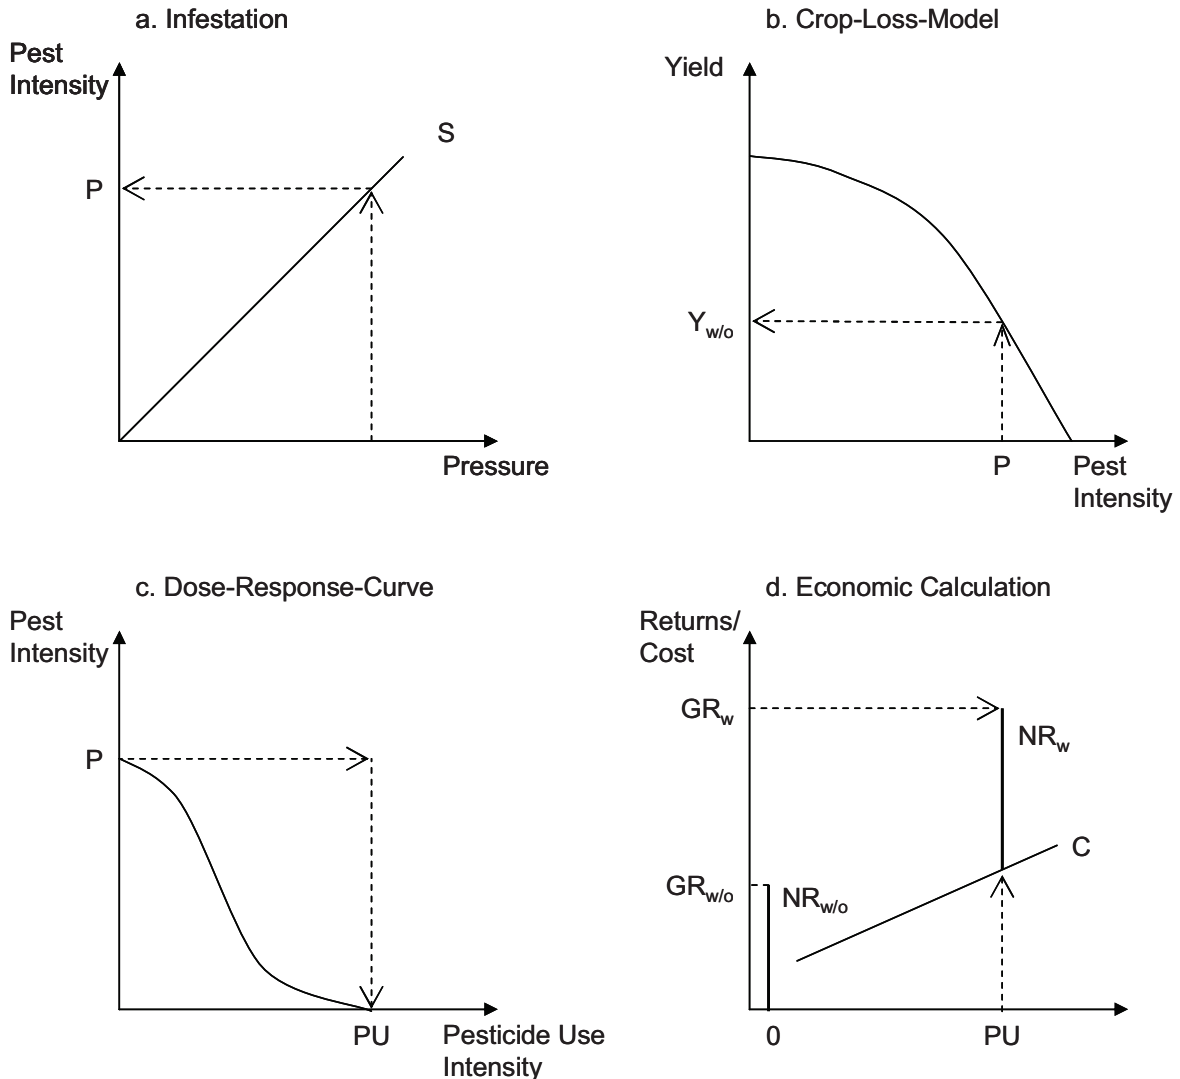 a. Infestation
Pest
Intensity
S
P
Pressure
b. Crop-Loss-Model
Yield
Yw/o
P
Pest
Intensity
c. Dose-Response-Curve
Pest
Intensity
P
PU
Pesticide Use
Intensity
d. Economic Calculation
Returns/
Cost
GRw
NRw
C
GRw/o
NRw/o
0
PU